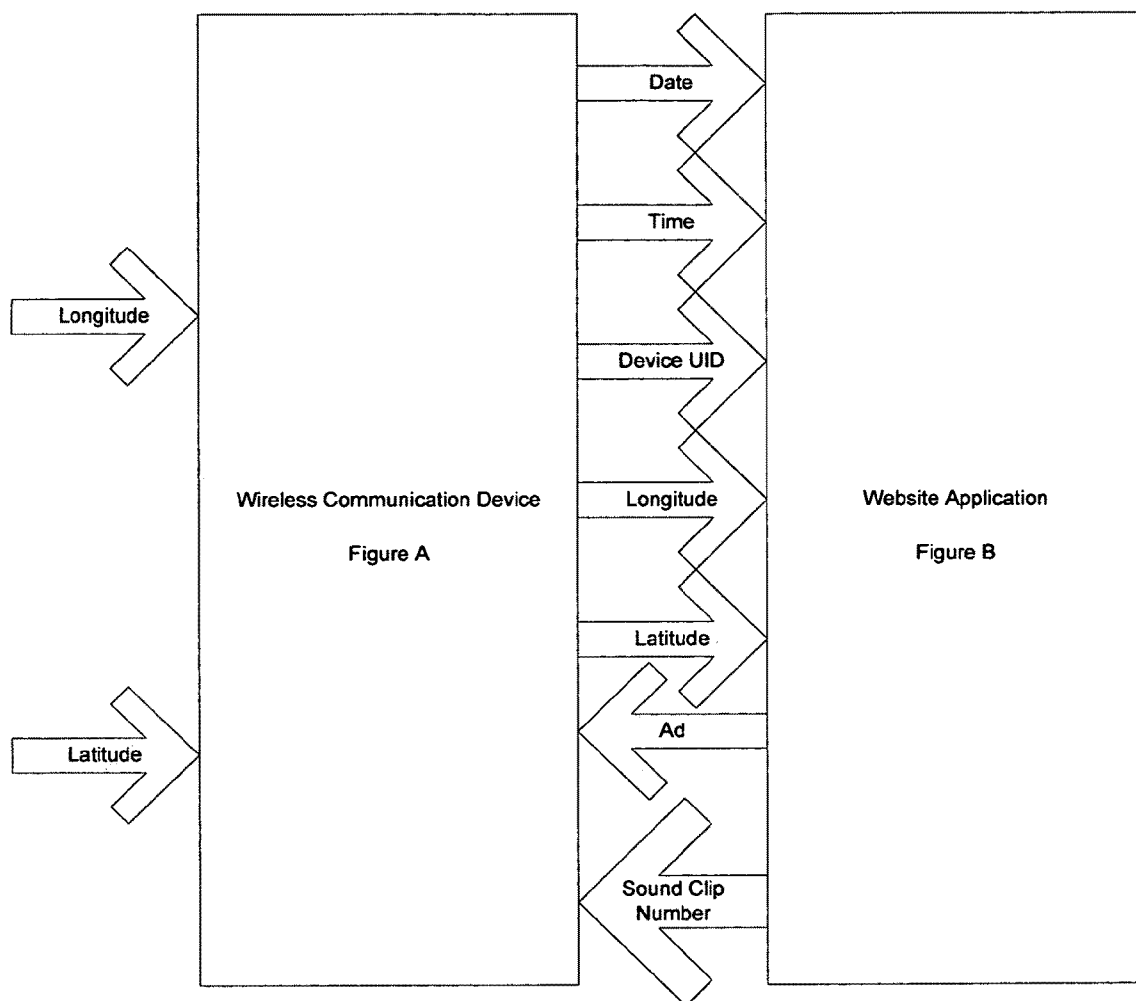 Date
Time
Longitude
Device UID
Wireless Communication Device
Figure A
Longitude
Website Application
Figure B
Latitude
Latitude
Ad
Sound Clip
Number